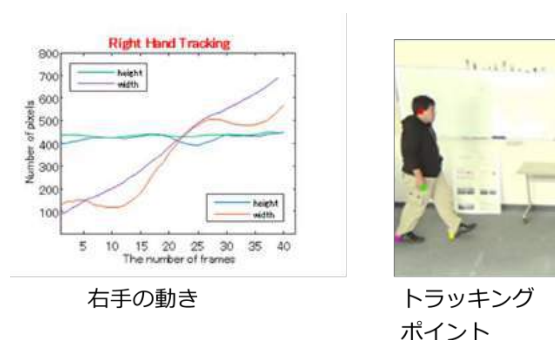 Right Hand Tracking
800
700
600
500
400
300
200
100
Number of pixels
height
width
height
width
5 10 15 20 25 30 35 40
The number of frames
右手の動き
トラッキング
ポイント